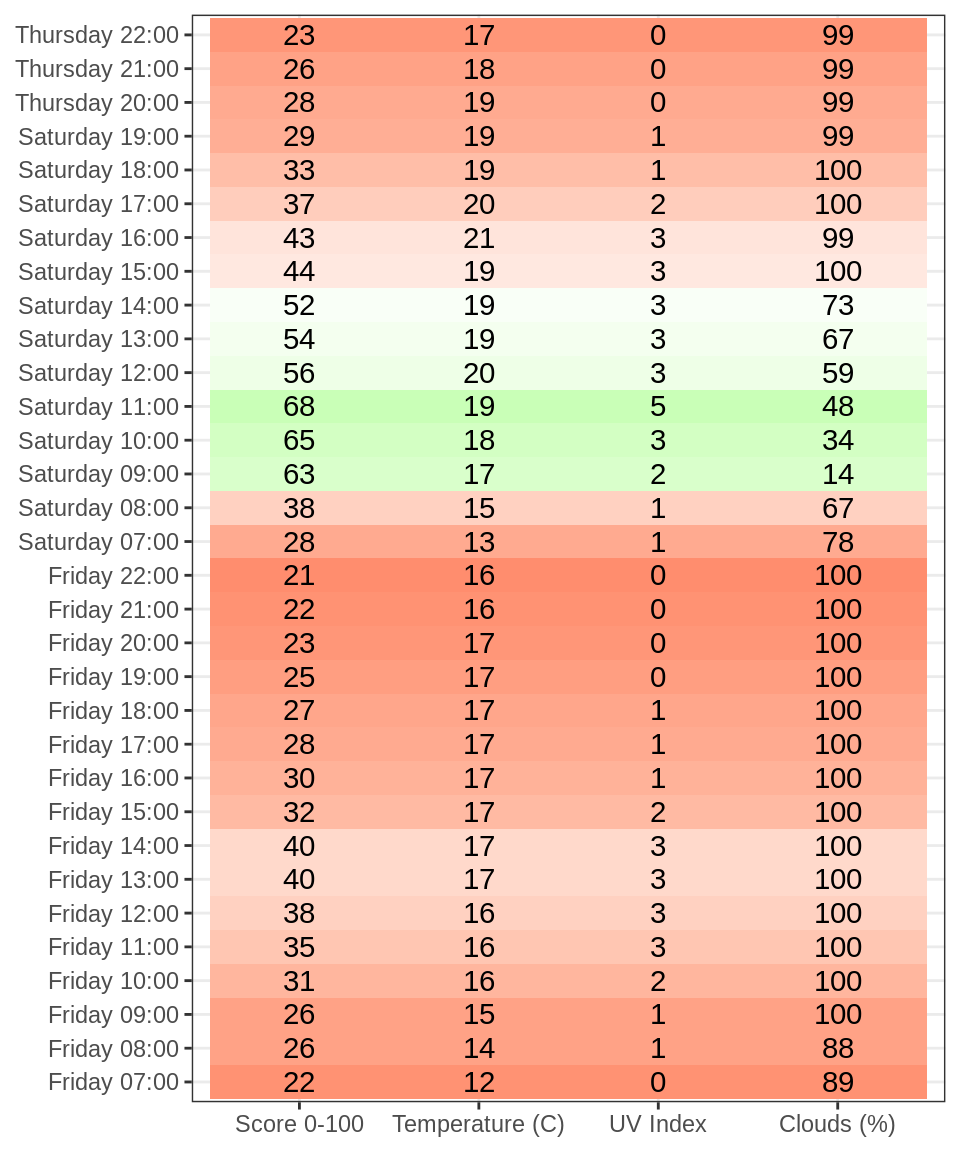 Thursday 22:00 23 17 0 99
Thursday 21:00 26 18 0 99
Thursday 20:00 28 19 0 99
Saturday 19:00 29 19 1 99
Saturday 18:00 33 19 1 100
Saturday 17:00 37 20 2 100
Saturday 16:00 43 21 3 99
Saturday 15:00 44 19 3 100
Saturday 14:00 52 19 3 73
Saturday 13:00 54 19 3 67
Saturday 12:00 56 20 3 59
Saturday 11:00 68 19 5 48
Saturday 10:00 65 18 3 34
Saturday 09:00 63 17 2 14
Saturday 08:00 38 15 1 67
Saturday 07:00 28 13 1 78
Friday 22:00 21 16 0 100
Friday 21:00 22 16 0 100
Friday 20:00 23 17 0 100
Friday 19:00 25 17 0 100
Friday 18:00 27 17 1 100
Friday 17:00 28 17 1 100
Friday 16:00 30 17 1 100
Friday 15:00 32 17 2 100
Friday 14:00 40 17 3 100
Friday 13:00 40 17 3 100
Friday 12:00 38 16 3 100
Friday 11:00 35 16 3 100
Friday 10:00 31 16 2 100
Friday 09:00 26 15 1 100
Friday 08:00 26 14 1 88
Friday 07:00 22 12 0 89
Score 0-100 Temperature (C) UV Index Clouds (%)